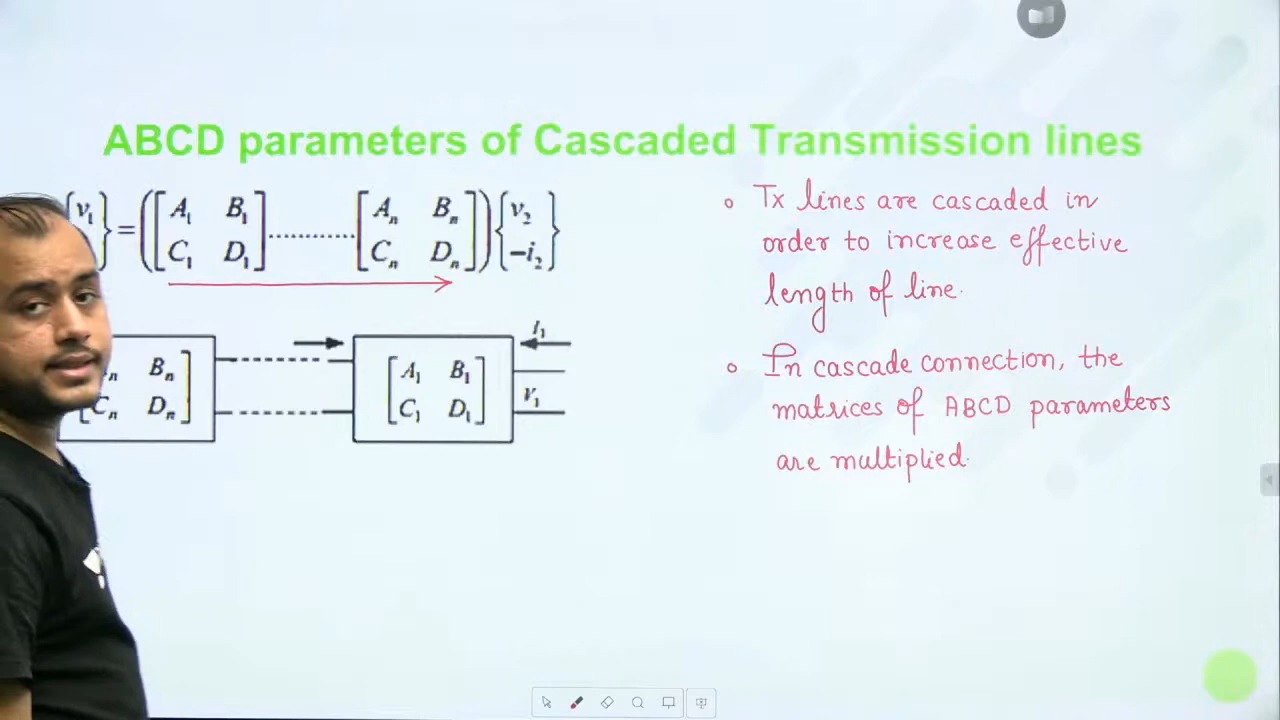 ABCD parameters of Cascaded Transmission lines
{v₁ } = ([A₁ B₁ C₁ D₁] .............. [Aₙ Bₙ Cₙ Dₙ]) {v₂ −i₂}
Bₙ
Cₙ Dₙ
A₁ B₁
C₁ D₁
I₁
V₁
∘ Tx lines are cascaded in
order to increase effective
length of line.
∘ In cascade connection, the
matrices of ABCD parameters
are multiplied.